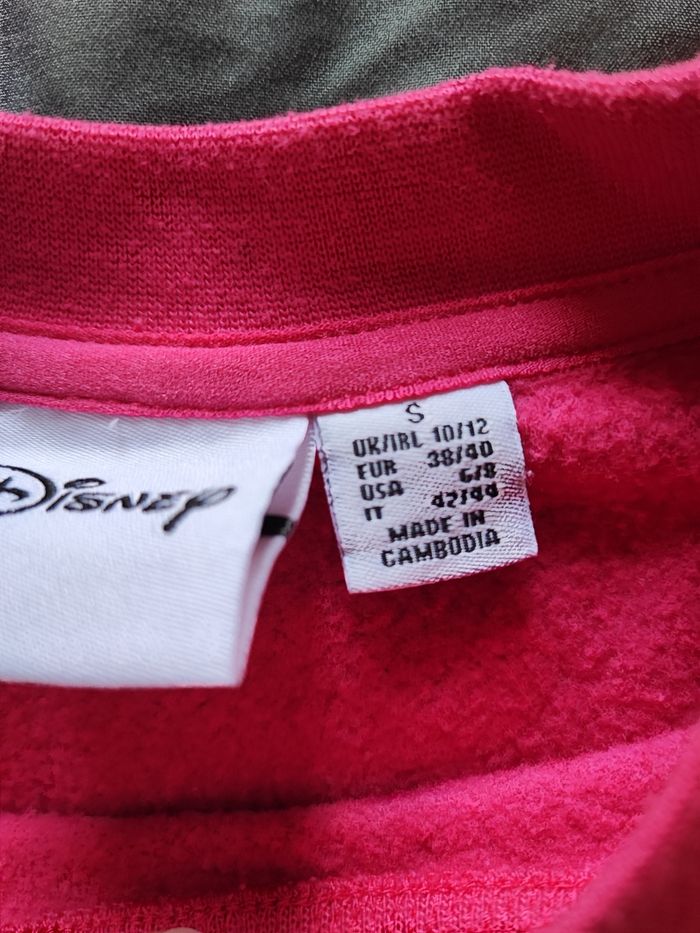 Disney
S
UK/IRL 10/12
EUR 38/40
USA 6/8
IT 42/44
MADE IN
CAMBODIA